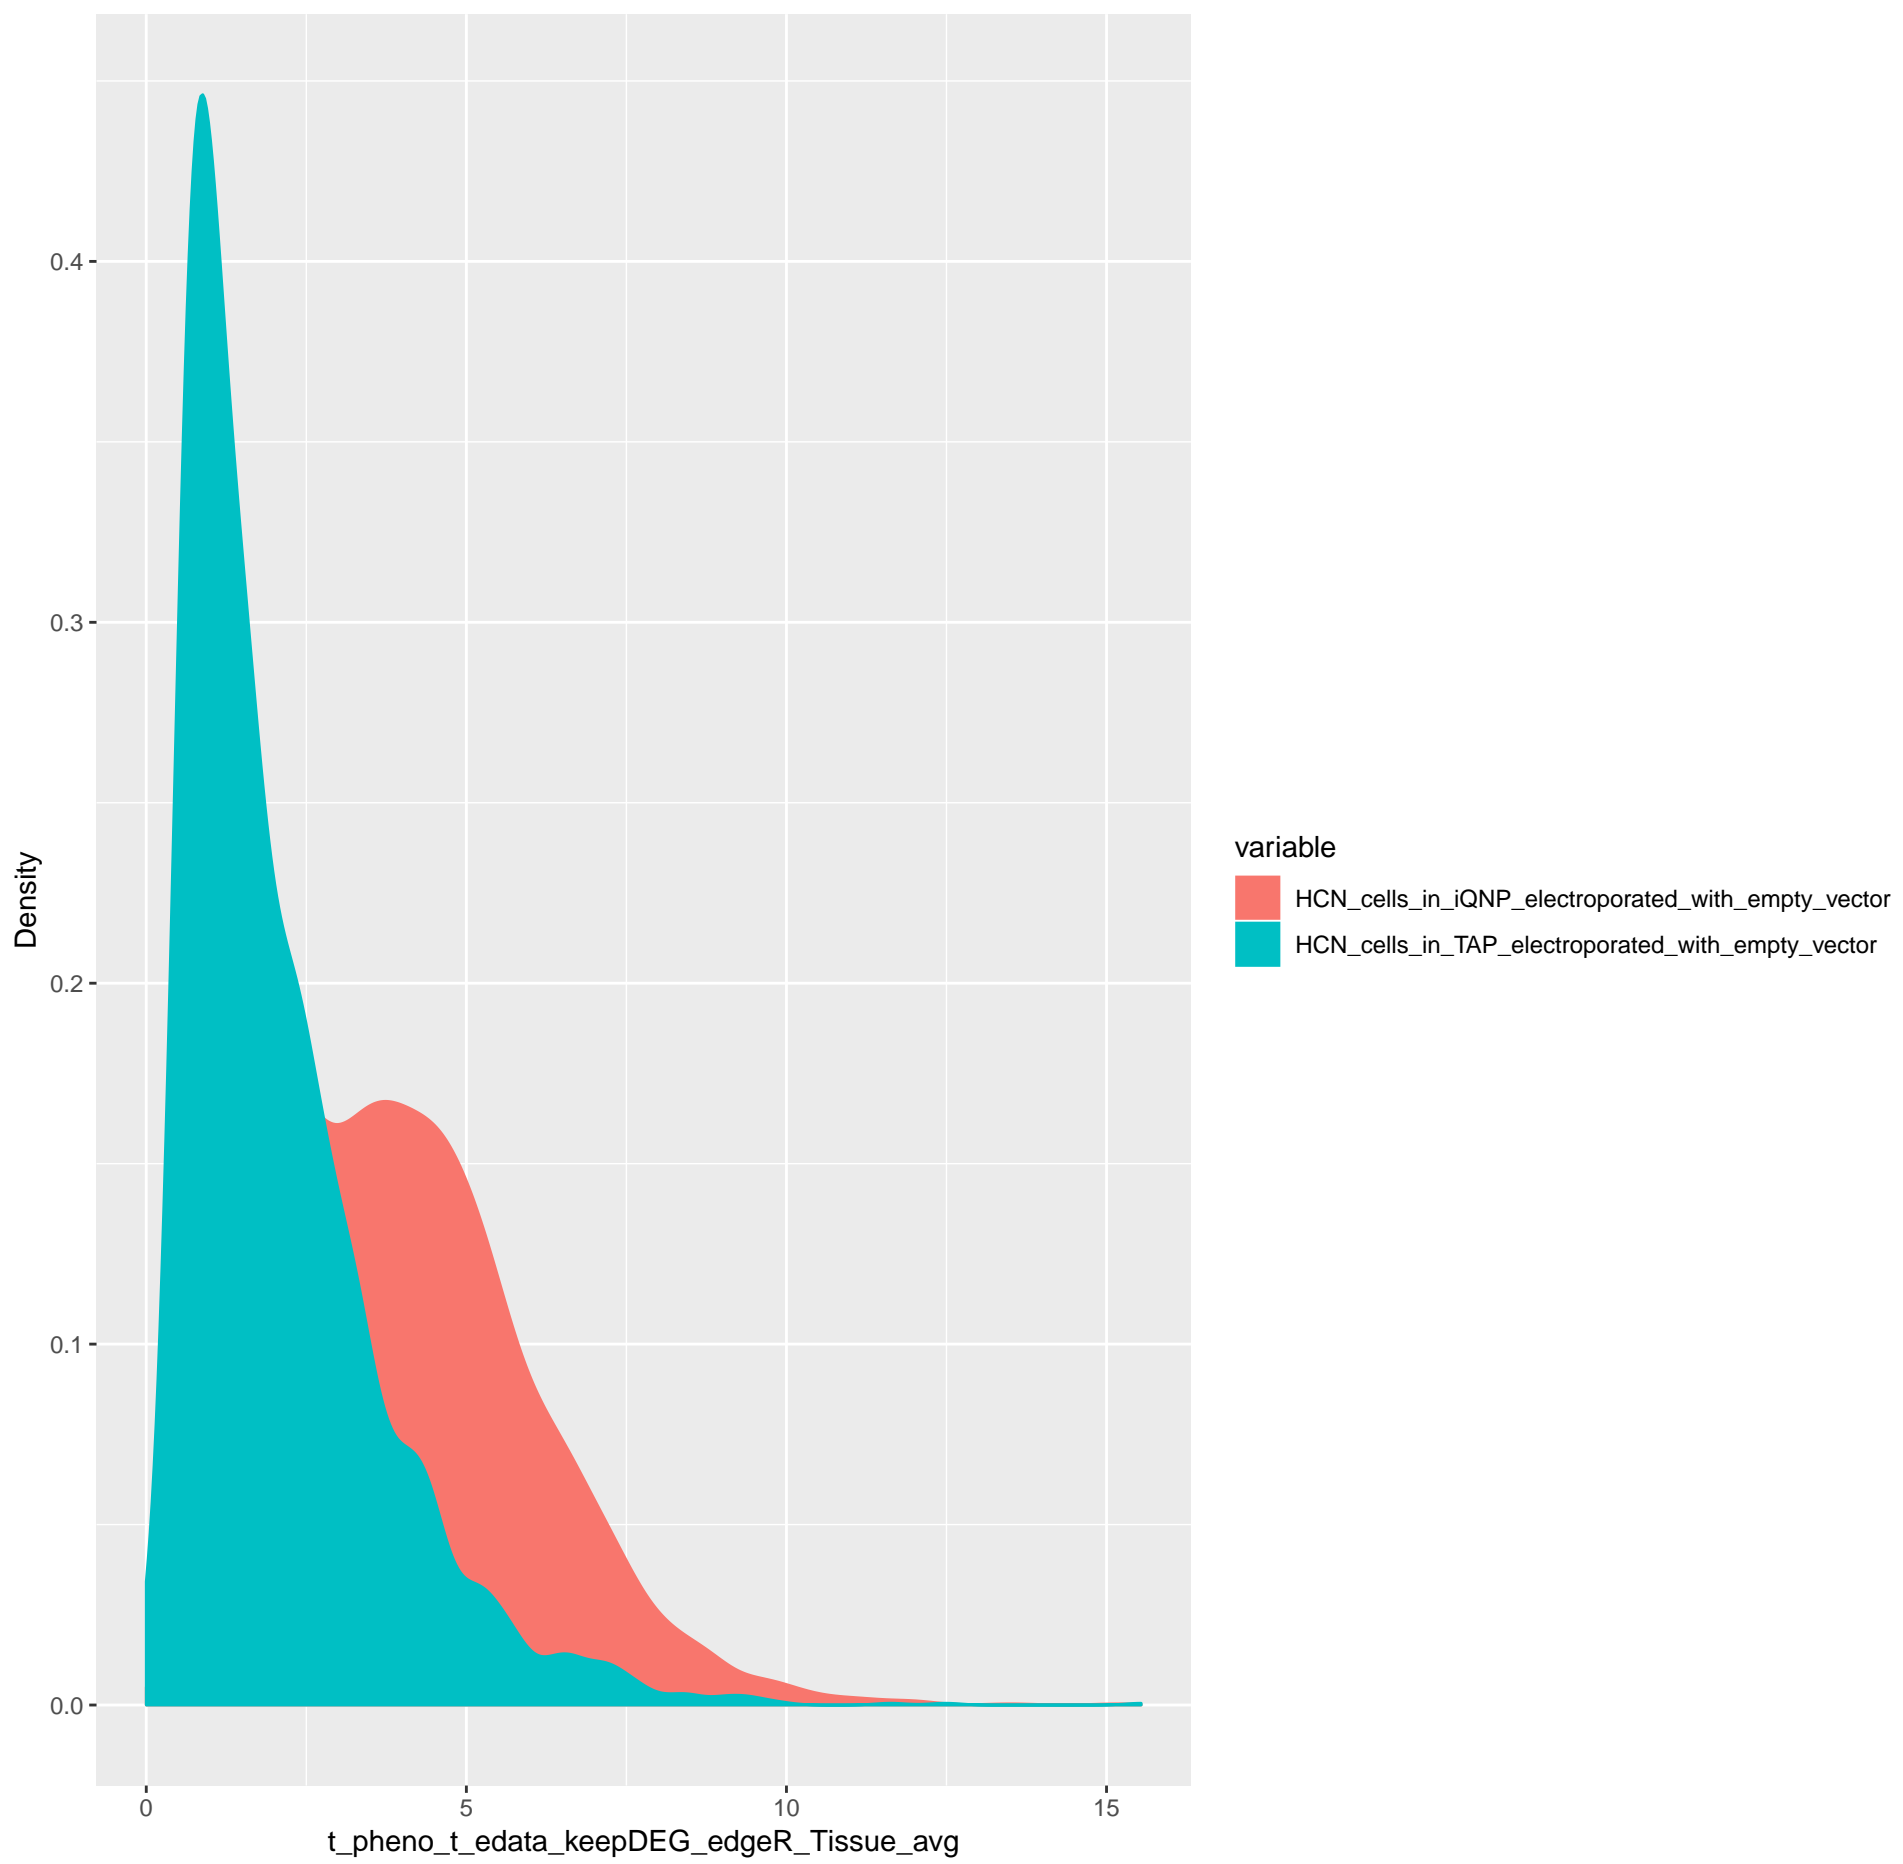 0.4
0.3
0.2
0.1
0.0
Density
0 5 10 15
t_pheno_t_edata_keepDEG_edgeR_Tissue_avg
variable
HCN_cells_in_iQNP_electroporated_with_empty_vector
HCN_cells_in_TAP_electroporated_with_empty_vector